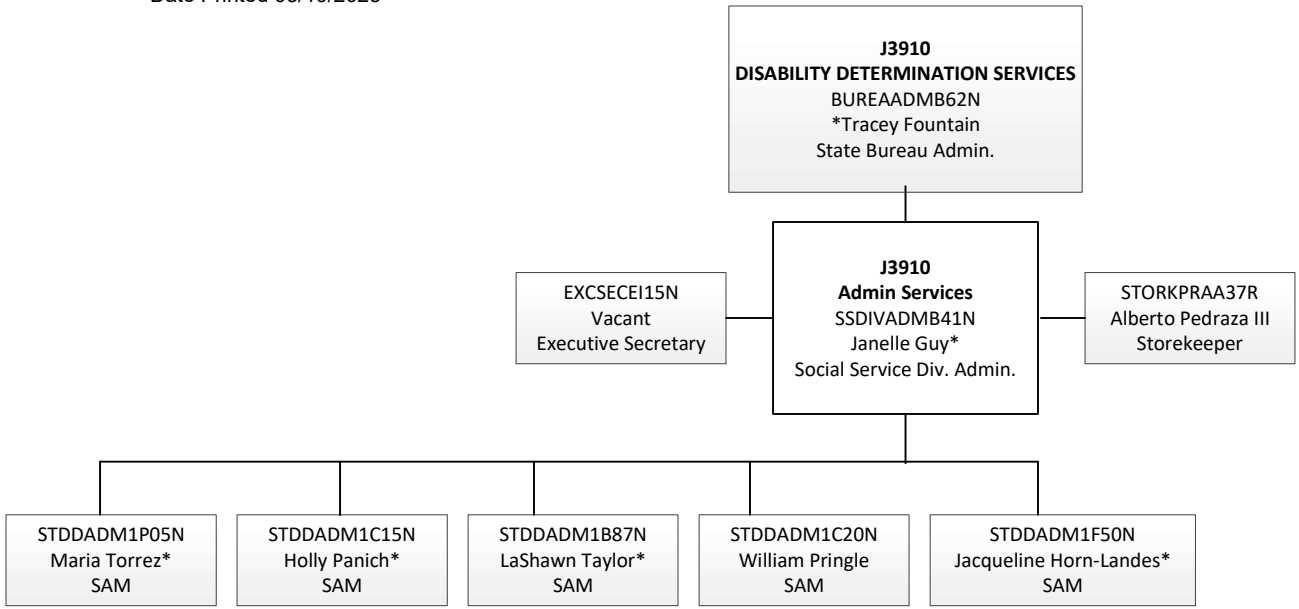 J3910
DISABILITY DETERMINATION SERVICES
BUREAADMB62N
*Tracey Fountain
State Bureau Admin.
EXCSECEI15N
Vacant
Executive Secretary
J3910
Admin Services
SSDIVADMB41N
Janelle Guy*
Social Service Div. Admin.
STORKPRAA37R
Alberto Pedraza III
Storekeeper
STDDADM1P05N
Maria Torrez*
SAM
STDDADM1C15N
Holly Panich*
SAM
STDDADM1B87N
LaShawn Taylor*
SAM
STDDADM1C20N
William Pringle
SAM
STDDADM1F50N
Jacqueline Horn-Landes*
SAM